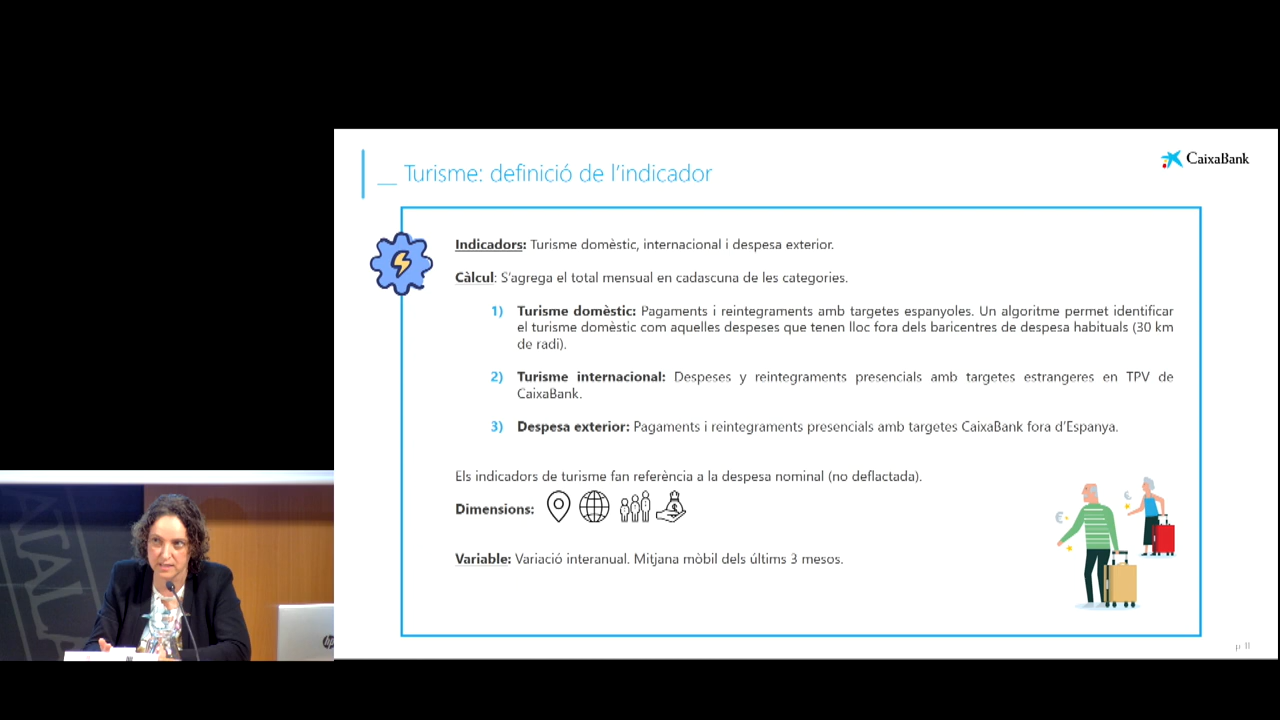 CaixaBank
__ Turisme: definició de l'indicador
Indicadors: Turisme domèstic, internacional i despesa exterior.
Càlcul: S'agrega el total mensual en cadascuna de les categories.
1) Turisme domèstic: Pagaments i reintegraments amb targetes espanyoles. Un algoritme permet identificar
el turisme domèstic com aquelles despeses que tenen lloc fora dels baricentres de despesa habituals (30 km
de radi).
2) Turisme internacional: Despeses y reintegraments presencials amb targetes estrangeres en TPV de
CaixaBank.
3) Despesa exterior: Pagaments i reintegraments presencials amb targetes CaixaBank fora d'Espanya.
Els indicadors de turisme fan referència a la despesa nominal (no deflactada).
Dimensions:
Variable: Variació interanual. Mitjana mòbil dels últims 3 mesos.
p 11
ATALA
hp